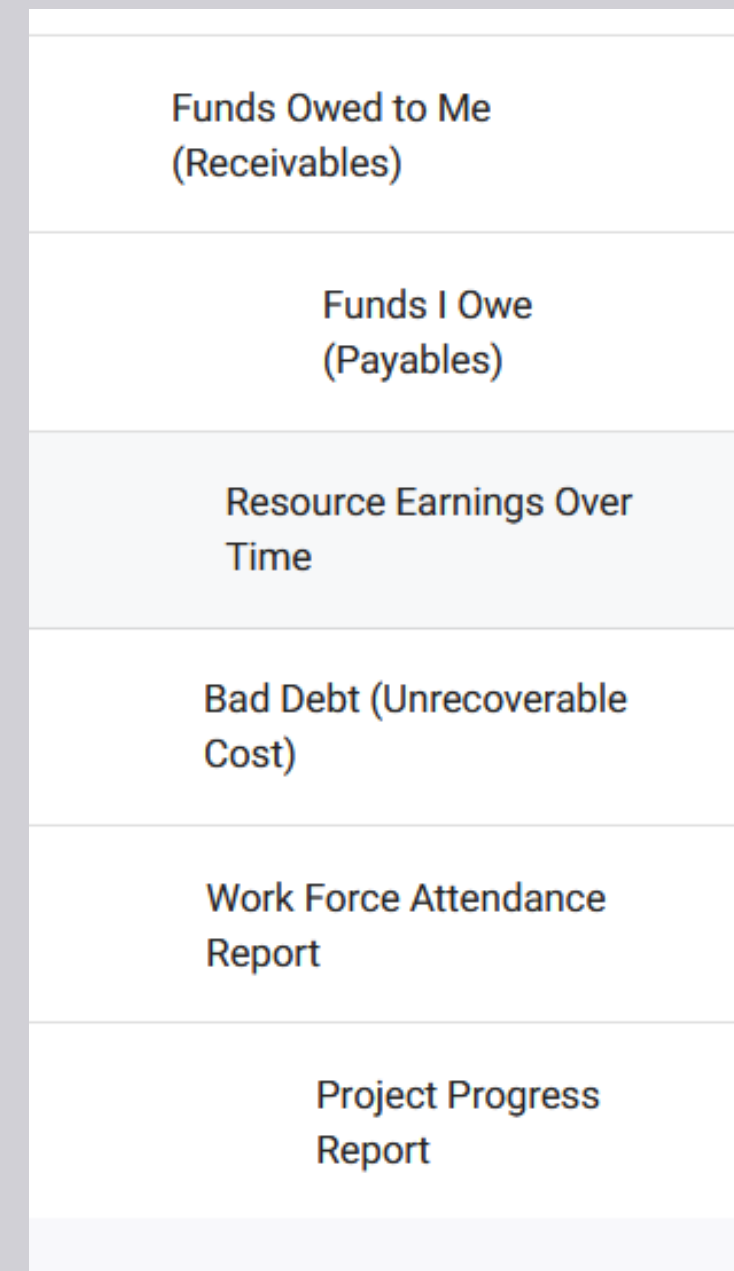 Funds Owed to Me
(Receivables)
Funds I Owe
(Payables)
Resource Earnings Over
Time
Bad Debt (Unrecoverable
Cost)
Work Force Attendance
Report
Project Progress
Report